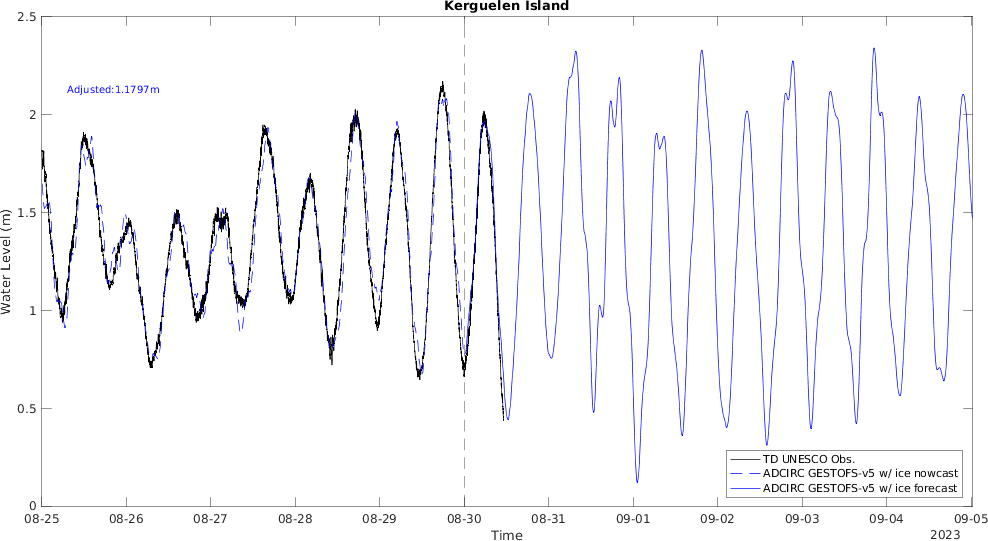 Kerguelen Island
2.5
Adjusted:1.1797m
2
1.5
Water Level (m)
1
0.5
TD UNESCO Obs.
ADCIRC GESTOFS-v5 w/ ice nowcast
ADCIRC GESTOFS-v5 w/ ice forecast
0
08-25 08-26 08-27 08-28 08-29 08-30 08-31 09-01 09-02 09-03 09-04 09-05
Time 2023